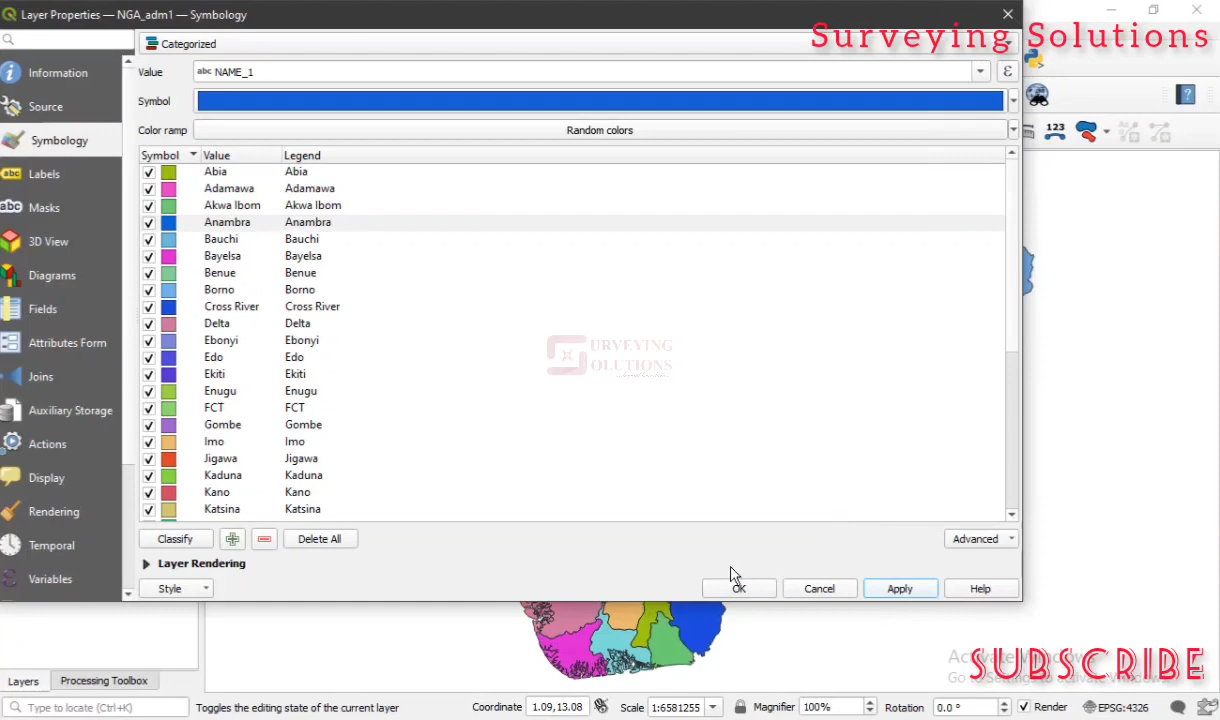 Layer Properties — NGA_adm1 — Symbology
Surveying Solutions
Categorized
Information
Source
Symbology
Labels
Masks
3D View
Diagrams
Fields
Attributes Form
Joins
Auxiliary Storage
Actions
Display
Rendering
Temporal
Variables
Value abc NAME_1 ε
Symbol
Color ramp Random colors
Symbol Value Legend
Abia Abia
Adamawa Adamawa
Akwa Ibom Akwa Ibom
Anambra Anambra
Bauchi Bauchi
Bayelsa Bayelsa
Benue Benue
Borno Borno
Cross River Cross River
Delta Delta
Ebonyi Ebonyi
Edo Edo
Ekiti Ekiti
Enugu Enugu
FCT FCT
Gombe Gombe
Imo Imo
Jigawa Jigawa
Kaduna Kaduna
Kano Kano
Katsina Katsina
URVEYING
OLUTIONS
Classify Delete All Advanced
Layer Rendering
Style OK Cancel Apply Help
123
SUBSCRIBE
Layers Processing Toolbox
Type to locate (Ctrl+K) Toggles the editing state of the current layer Coordinate 1.09,13.08 Scale 1:6581255 Magnifier 100% Rotation 0.0 ° Render EPSG:4326